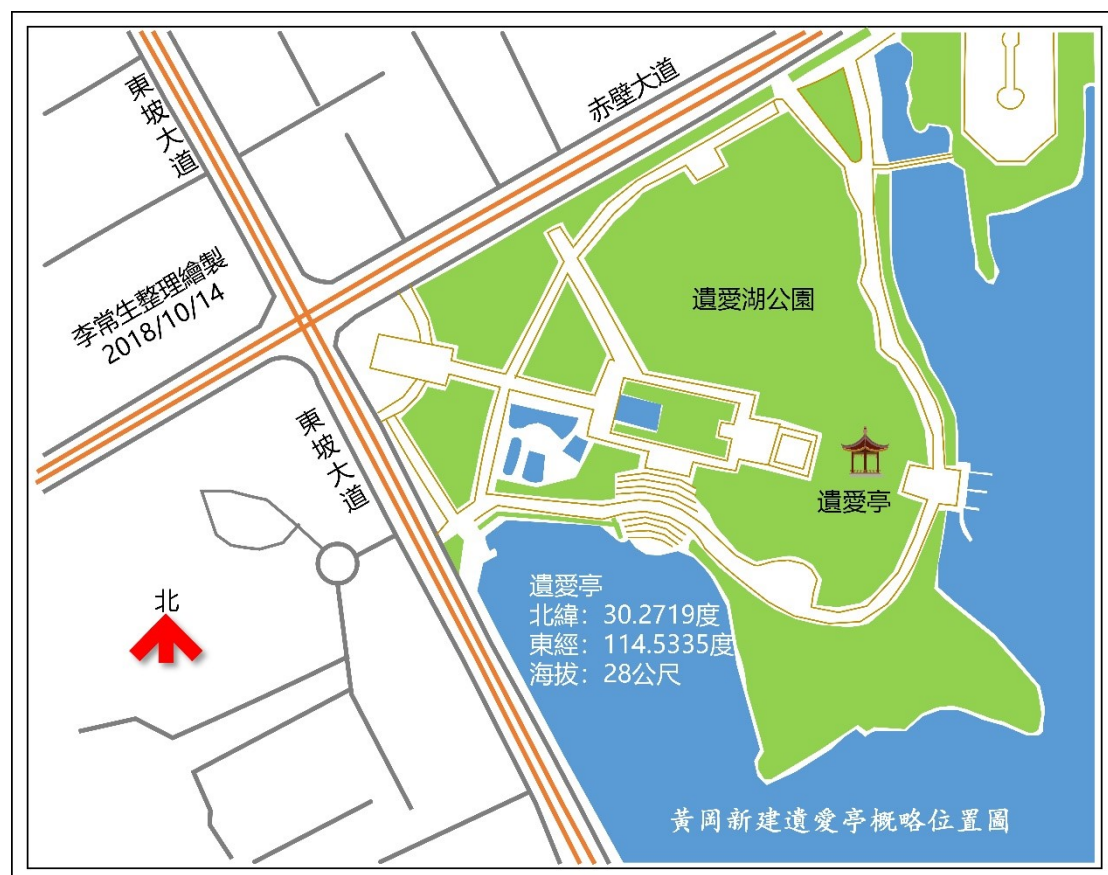 東坡大道
赤壁大道
李常生整理繪製
2018/10/14
遺愛湖公園
東坡大道
遺愛亭
北
遺愛亭
北緯：30.2719度
東經：114.5335度
海拔：28公尺
黃岡新建遺愛亭概略位置圖